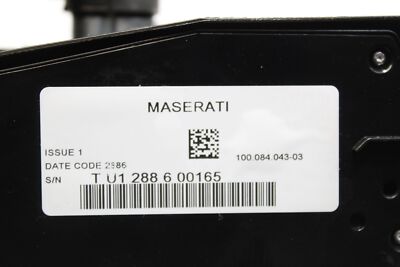 MASERATI
ISSUE 1
DATE CODE 2886
100.084.043-03
S/N T U1 288 6 00165